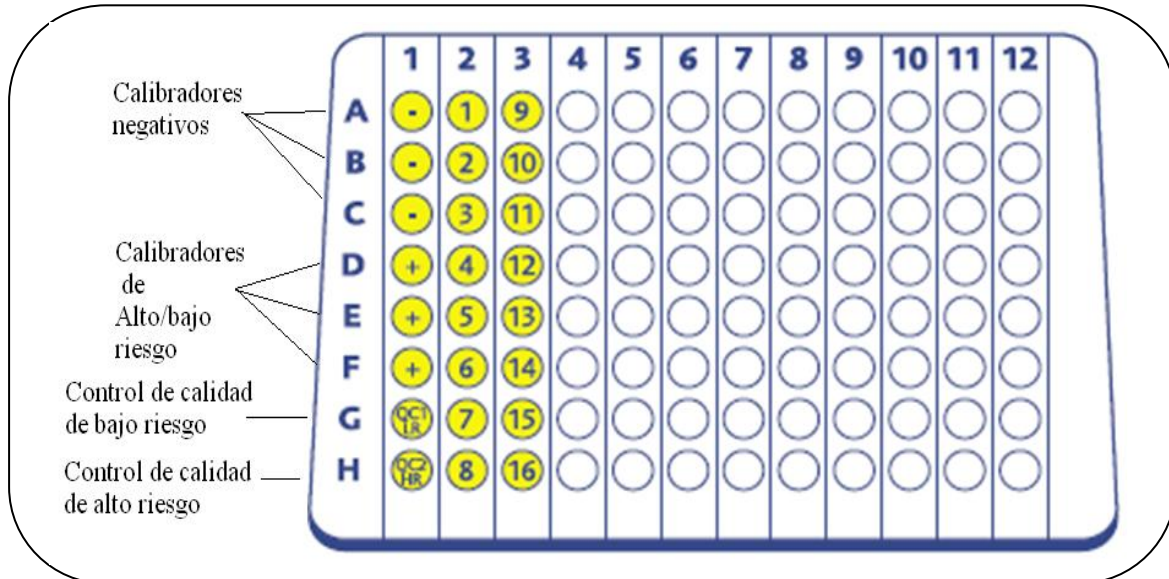 1 2 3 4 5 6 7 8 9 10 11 12
Calibradores
negativos
A - 1 9
B - 2 10
C - 3 11
Calibradores
de
Alto/bajo
riesgo
D + 4 12
E + 5 13
F + 6 14
Control de calidad
de bajo riesgo
G QC1 LR 7 15
Control de calidad
de alto riesgo
H QC2 HR 8 16